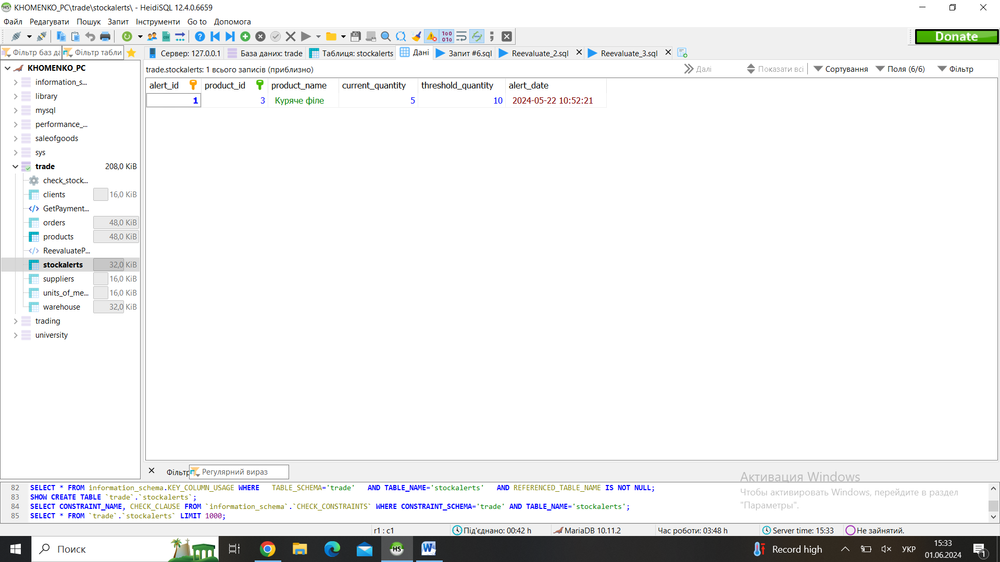 KHOMENKO_PC\trade\stockalerts\ - HeidiSQL 12.4.0.6659
Файл Редагувати Пошук Запит Інструменти Go to Допомога
Donate
Фільтр баз да Фільтр табли Сервер: 127.0.0.1 База даних: trade Таблиця: stockalerts Дані Запит #6.sql Reevaluate_2.sql Reevaluate_3.sql
KHOMENKO_PC
information_s...
library
mysql
performance_...
saleofgoods
sys
trade 208,0 KiB
check_stock...
clients 16,0 KiB
GetPayment...
orders 48,0 KiB
products 48,0 KiB
ReevaluateP...
stockalerts 32,0 KiB
suppliers 16,0 KiB
units_of_me... 16,0 KiB
warehouse 32,0 KiB
trading
university
trade.stockalerts: 1 всього записів (приблизно) Далі Показати всі Сортування Поля (6/6) Фільтр
alert_id product_id product_name current_quantity threshold_quantity alert_date
1 3 Куряче філе 5 10 2024-05-22 10:52:21
Фільтр Регулярний вираз
82 SELECT * FROM information_schema.KEY_COLUMN_USAGE WHERE TABLE_SCHEMA='trade' AND TABLE_NAME='stockalerts' AND REFERENCED_TABLE_NAME IS NOT NULL;
83 SHOW CREATE TABLE `trade`.`stockalerts`;
84 SELECT CONSTRAINT_NAME, CHECK_CLAUSE FROM `information_schema`.`CHECK_CONSTRAINTS` WHERE CONSTRAINT_SCHEMA='trade' AND TABLE_NAME='stockalerts';
85 SELECT * FROM `trade`.`stockalerts` LIMIT 1000;
Активация Windows
Чтобы активировать Windows, перейдите в раздел
"Параметры".
r1 : c1 Під'єднано: 00:42 h MariaDB 10.11.2 Час роботи: 03:48 h Server time: 15:33 Не зайнятий.
Поиск Record high УКР 15:33
01.06.2024
1